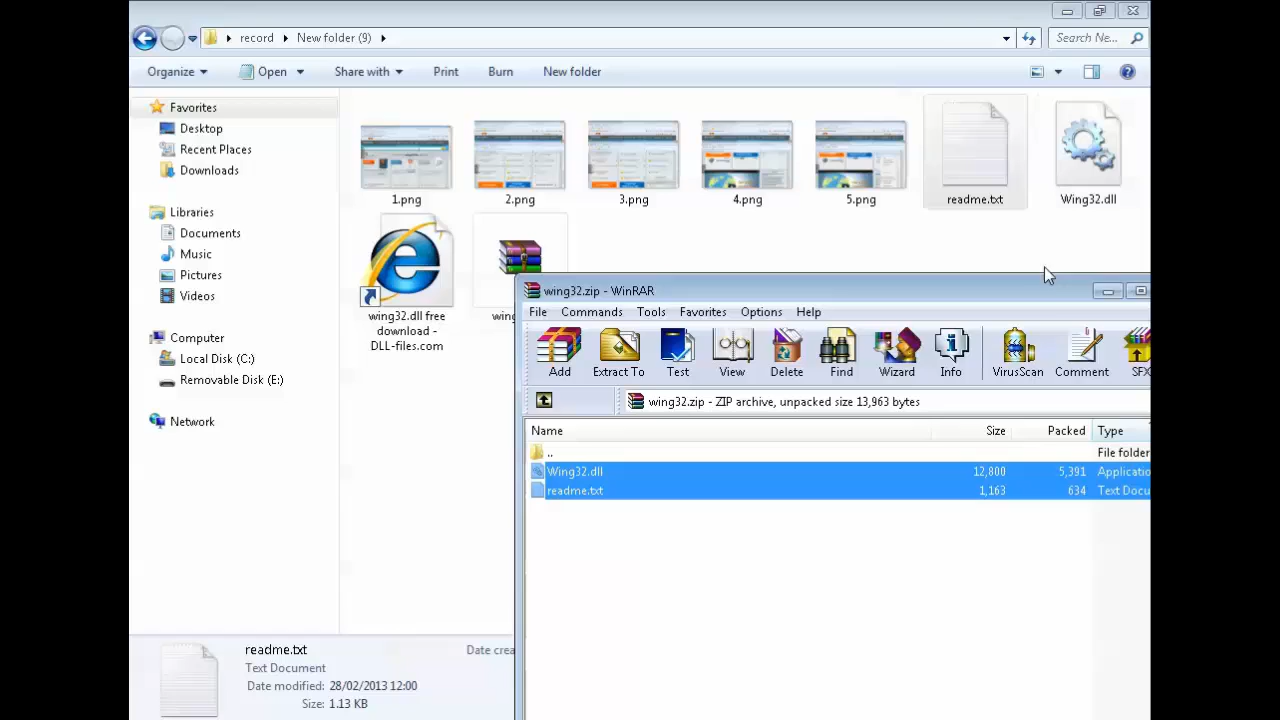 record
New folder (9)
Search Ne...
Organize
Open
Share with
Print
Burn
New folder
Favorites
Desktop
Recent Places
Downloads
Libraries
Documents
Music
Pictures
Videos
Computer
Local Disk (C:)
Removable Disk (E:)
Network
1.png
2.png
3.png
4.png
5.png
readme.txt
Wing32.dll
wing32.dll free
download -
DLL-files.com
wing
wing32.zip - WinRAR
File
Commands
Tools
Favorites
Options
Help
Add
Extract To
Test
View
Delete
Find
Wizard
Info
VirusScan
Comment
SFX
wing32.zip - ZIP archive, unpacked size 13,963 bytes
Name
Size
Packed
Type
..
File folder
Wing32.dll
12,800
5,391
Applicatio
readme.txt
1,163
634
Text Docu
readme.txt
Date crea
Text Document
Date modified: 28/02/2013 12:00
Size: 1.13 KB